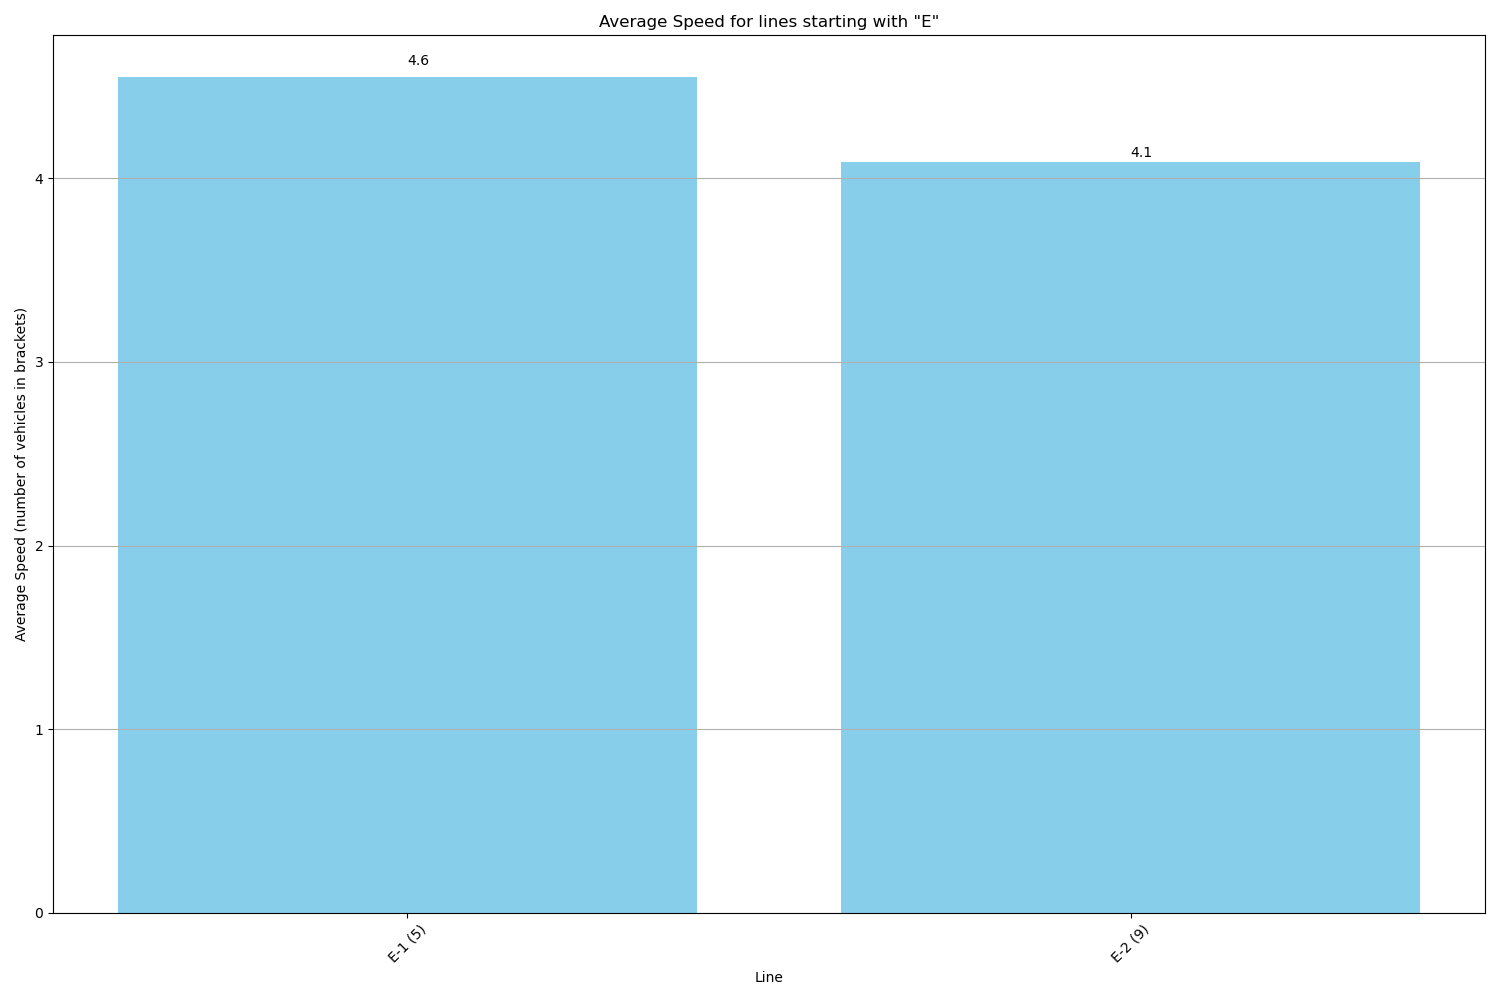 Average Speed for lines starting with "E"
4.6
4.1
4
3
2
1
0
Average Speed (number of vehicles in brackets)
E-1 (5)
E-2 (9)
Line